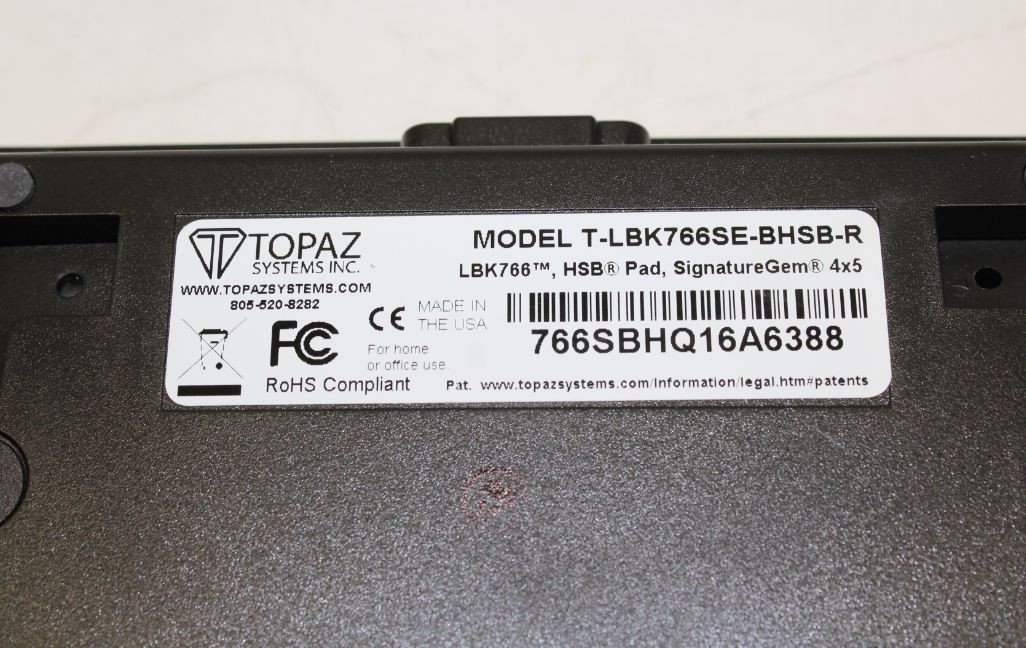 TOPAZ
SYSTEMS INC.
WWW.TOPAZSYSTEMS.COM
805-520-8282
MODEL T-LBK766SE-BHSB-R
LBK766™, HSB® Pad, SignatureGem® 4x5
FC
CE
MADE IN
THE USA
For home
or office use.
RoHS Compliant
766SBHQ16A6388
Pat. www.topazsystems.com/information/legal.htm#patents